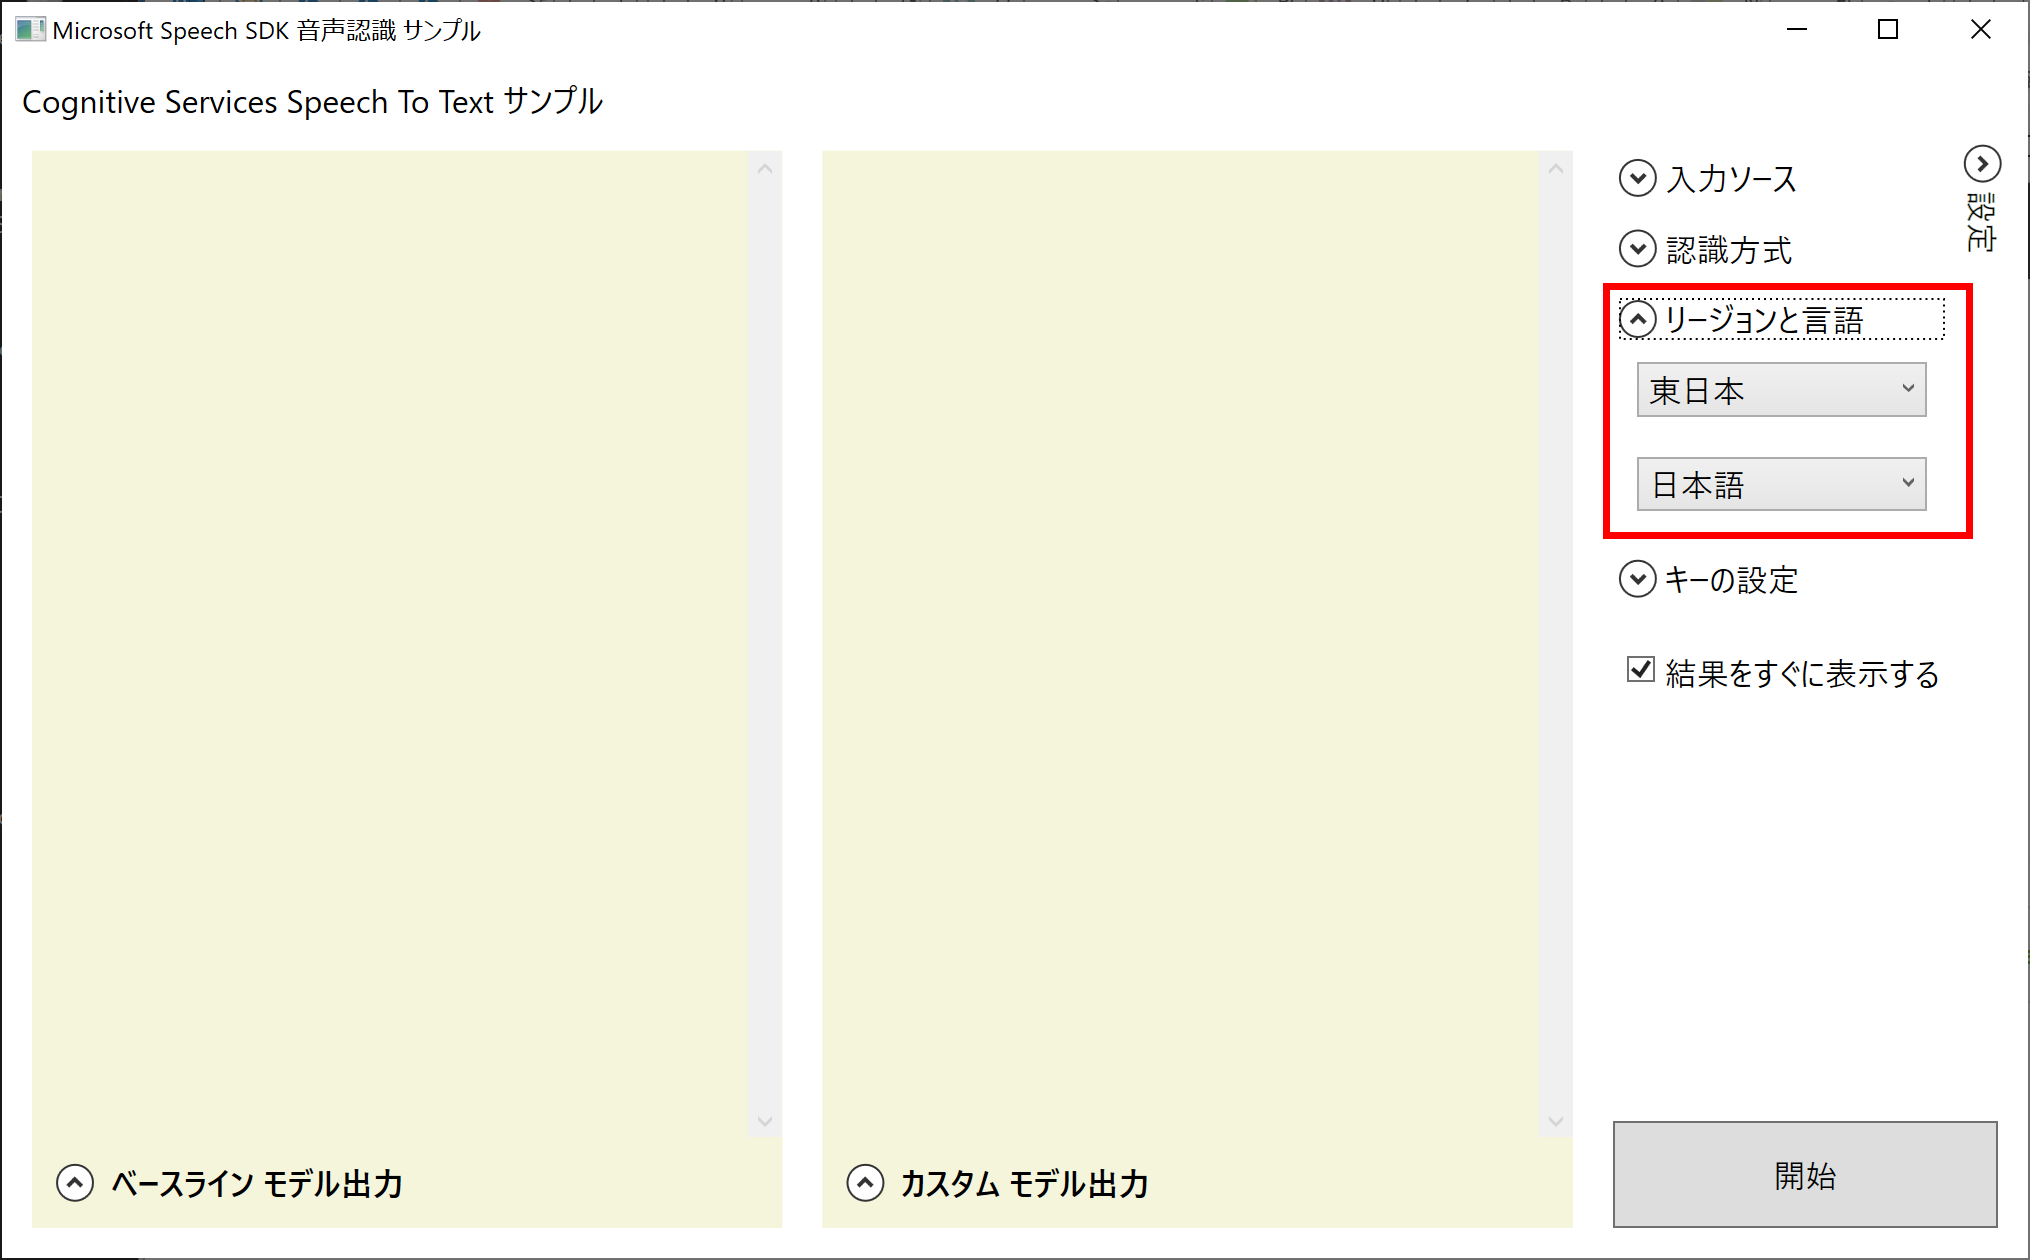 Microsoft Speech SDK 音声認識 サンプル
Cognitive Services Speech To Text サンプル
設定
入力ソース
認識方式
リージョンと言語
東日本
日本語
キーの設定
結果をすぐに表示する
ベースライン モデル出力
カスタム モデル出力
開始